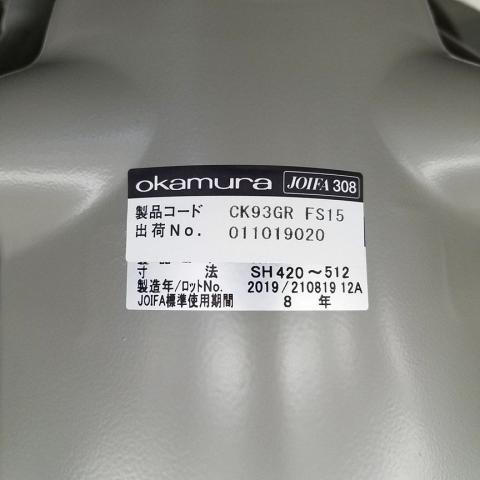 okamura JOIFA 308
製品コード CK93GR FS15
出荷No. 011019020
寸 法 SH420～512
製造年/ロットNo. 2019/210819 12A
JOIFA標準使用期間 8 年